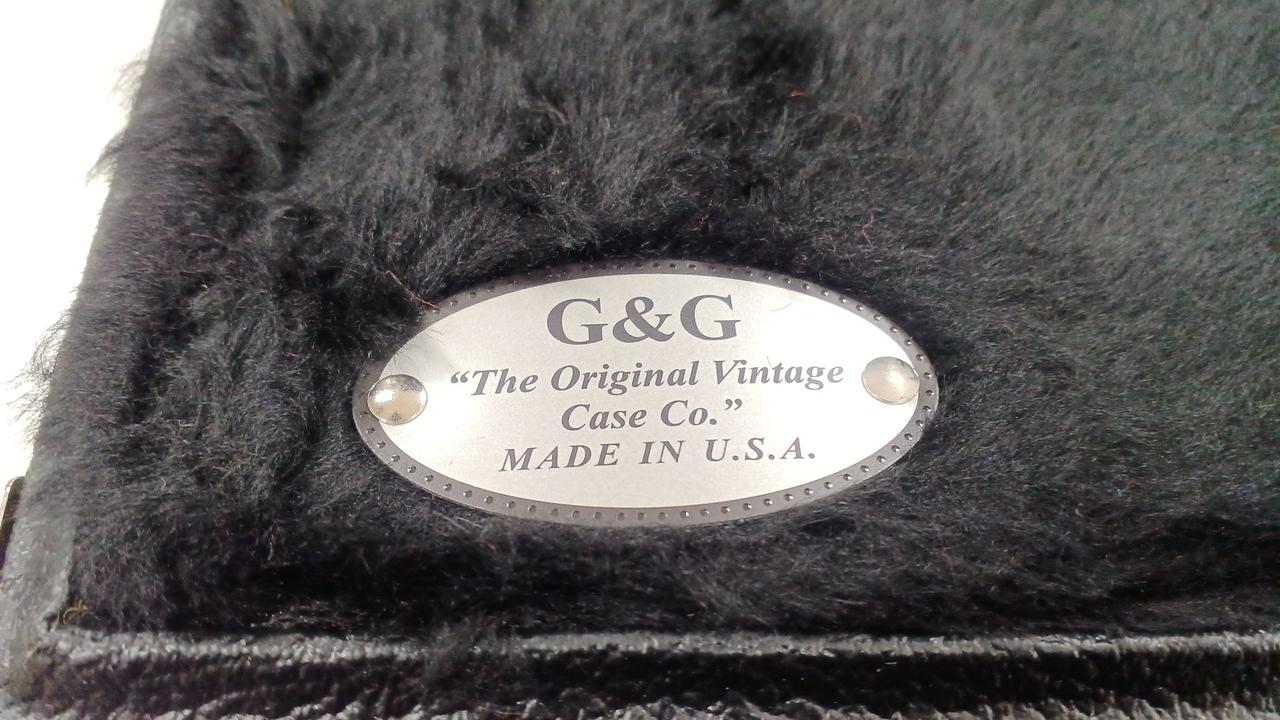 G&G
“The Original Vintage
Case Co.”
MADE IN U.S.A.